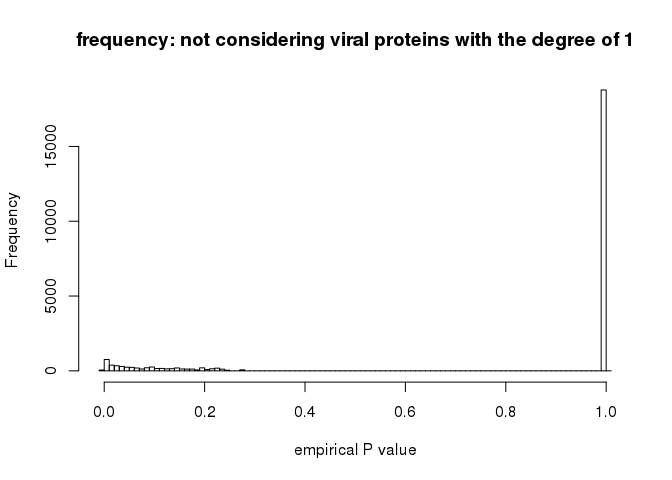 frequency: not considering viral proteins with the degree of 1
Frequency
15000
10000
5000
0
0.0 0.2 0.4 0.6 0.8 1.0
empirical P value